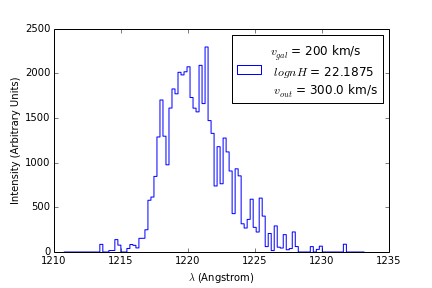 2500
2000
1500
1000
500
0
Intensity (Arbitrary Units)
v_gal = 200 km/s
lognH = 22.1875
v_out = 300.0 km/s
1210 1215 1220 1225 1230 1235
λ (Angstrom)